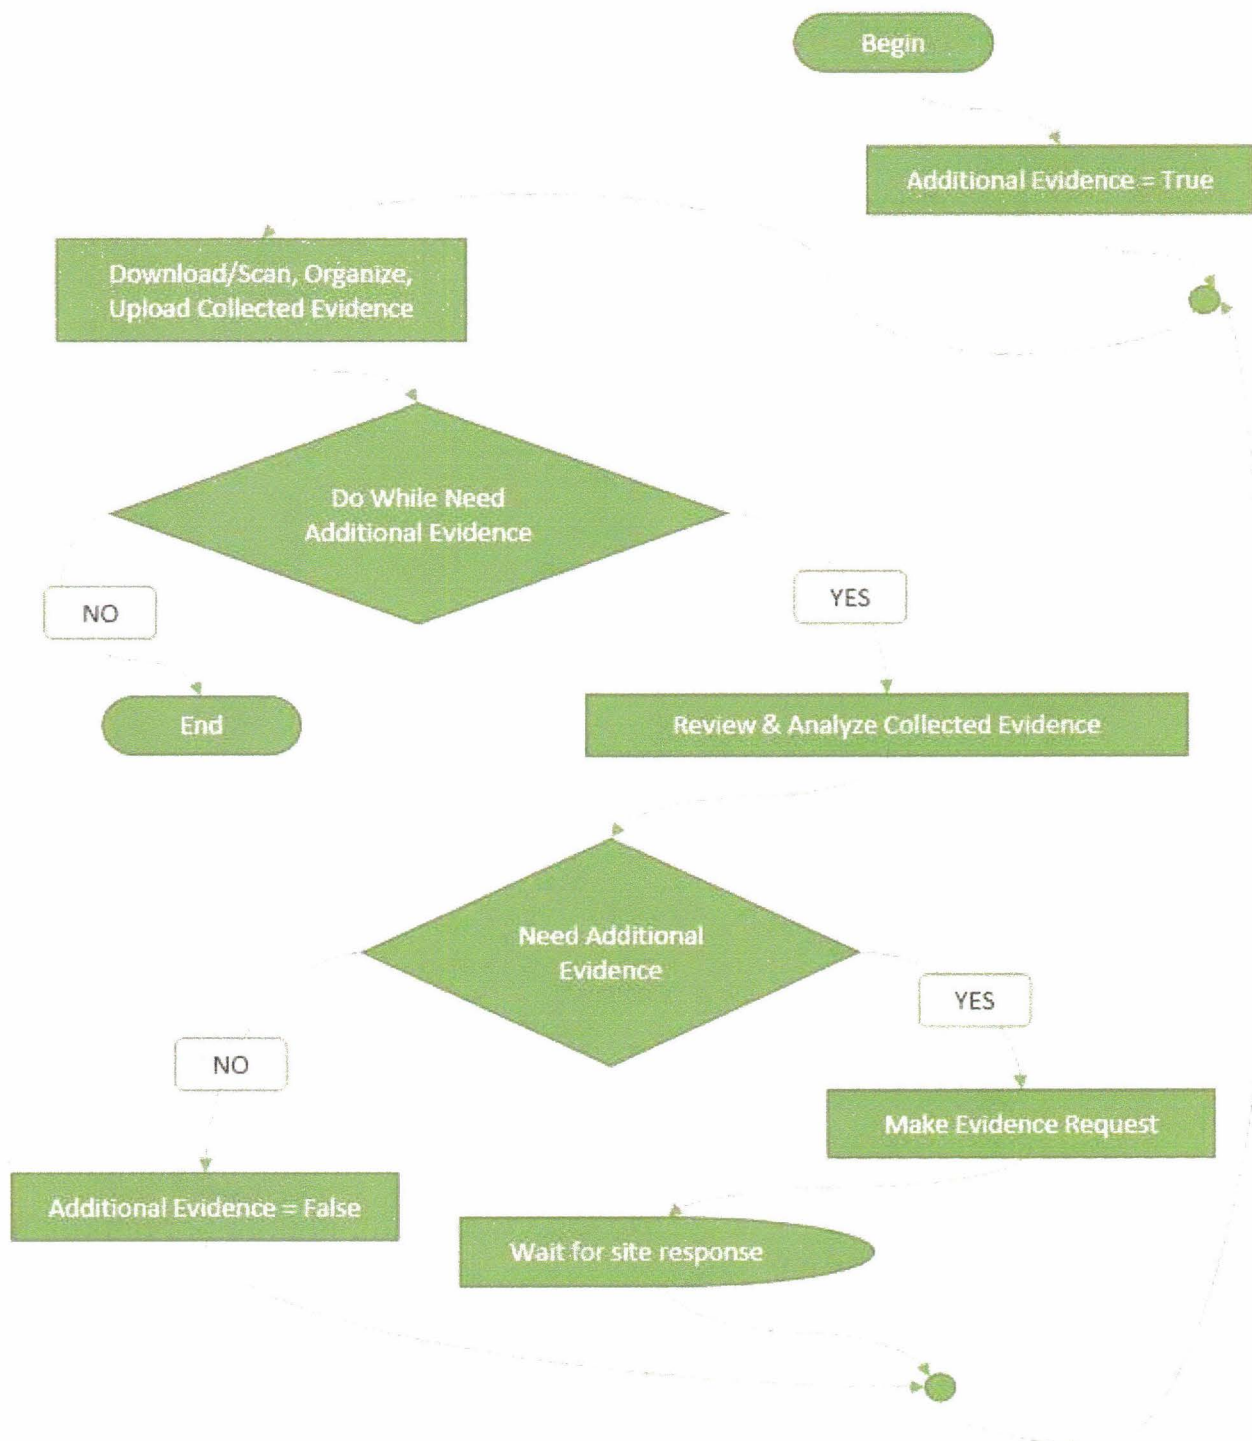 Begin
Additional Evidence = True
Download/Scan, Organize,
Upload Collected Evidence
Do While Need
Additional Evidence
NO
YES
End
Review & Analyze Collected Evidence
Need Additional
Evidence
YES
NO
Make Evidence Request
Additional Evidence = False
Wait for site response